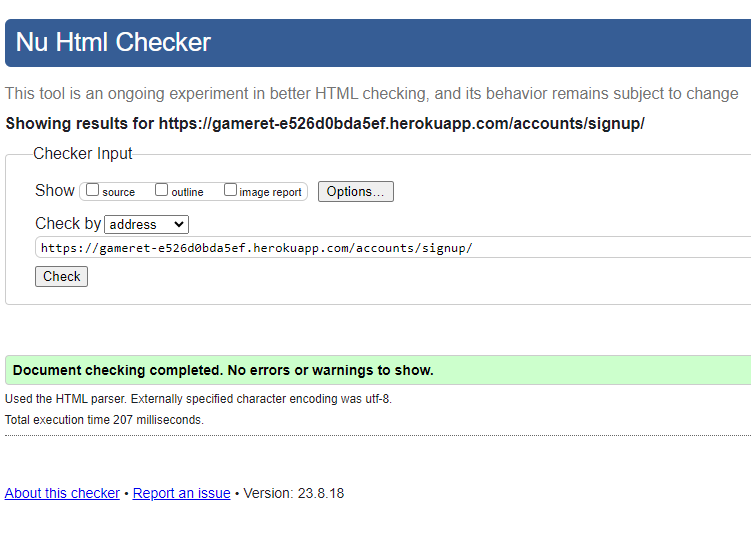 Nu Html Checker
This tool is an ongoing experiment in better HTML checking, and its behavior remains subject to change
Showing results for https://gameret-e526d0bda5ef.herokuapp.com/accounts/signup/
Checker Input
Show source outline image report Options...
Check by address
https://gameret-e526d0bda5ef.herokuapp.com/accounts/signup/
Check
Document checking completed. No errors or warnings to show.
Used the HTML parser. Externally specified character encoding was utf-8.
Total execution time 207 milliseconds.
About this checker • Report an issue • Version: 23.8.18